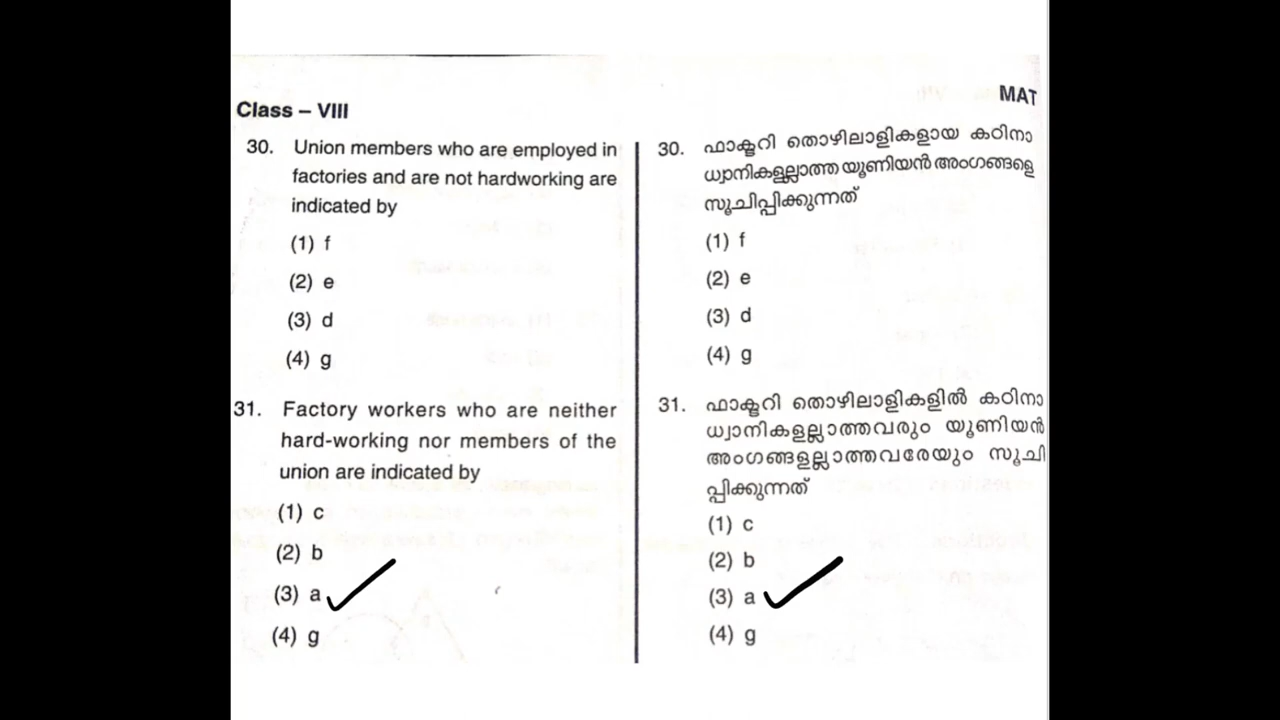 Class – VIII
MAT
30. Union members who are employed in
factories and are not hardworking are
indicated by
(1) f
(2) e
(3) d
(4) g
31. Factory workers who are neither
hard-working nor members of the
union are indicated by
(1) c
(2) b
(3) a
(4) g
30. ഫാക്ടറി തൊഴിലാളികളായ കഠിനാ
ധ്വാനികളല്ലാത്ത യൂണിയൻ അംഗങ്ങളെ
സൂചിപ്പിക്കുന്നത്
(1) f
(2) e
(3) d
(4) g
31. ഫാക്ടറി തൊഴിലാളികളിൽ കഠിനാ
ധ്വാനികളല്ലാത്തവരും യൂണിയൻ
അംഗങ്ങളല്ലാത്തവരേയും സൂചി
പ്പിക്കുന്നത്
(1) c
(2) b
(3) a
(4) g